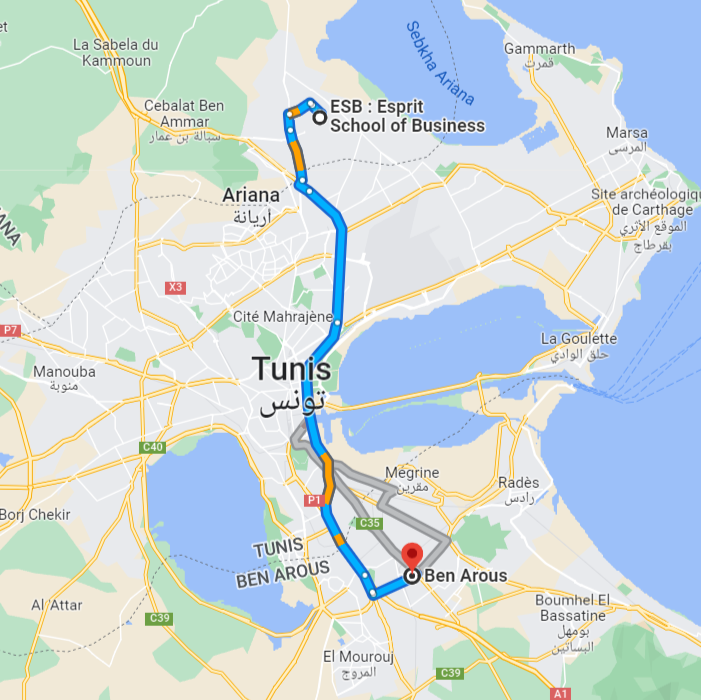 La Sabela du
Kammoun
Gammarth
قمرت
Sebkha Ariana
Cebalat Ben
Ammar
سبالة بن عمار
ESB : Esprit
School of Business
Marsa
المرسى
Ariana
أريانة
Site archéologiqu
de Carthage
الموقع الأثري
بقرطاج
ANA
X3
Cité Mahrajène
P7
La Goulette
حلق الوادي
Manouba
منوبة
Tunis
تونس
C40
Megrine
مقرين
Radès
رادس
P1
Borj Chekir
C35
TUNIS
BEN AROUS
Ben Arous
Al Attar
C39
Boumhel El
Bassatine
بومهل
البساتين
El Mourouj
المروج
C39
A1